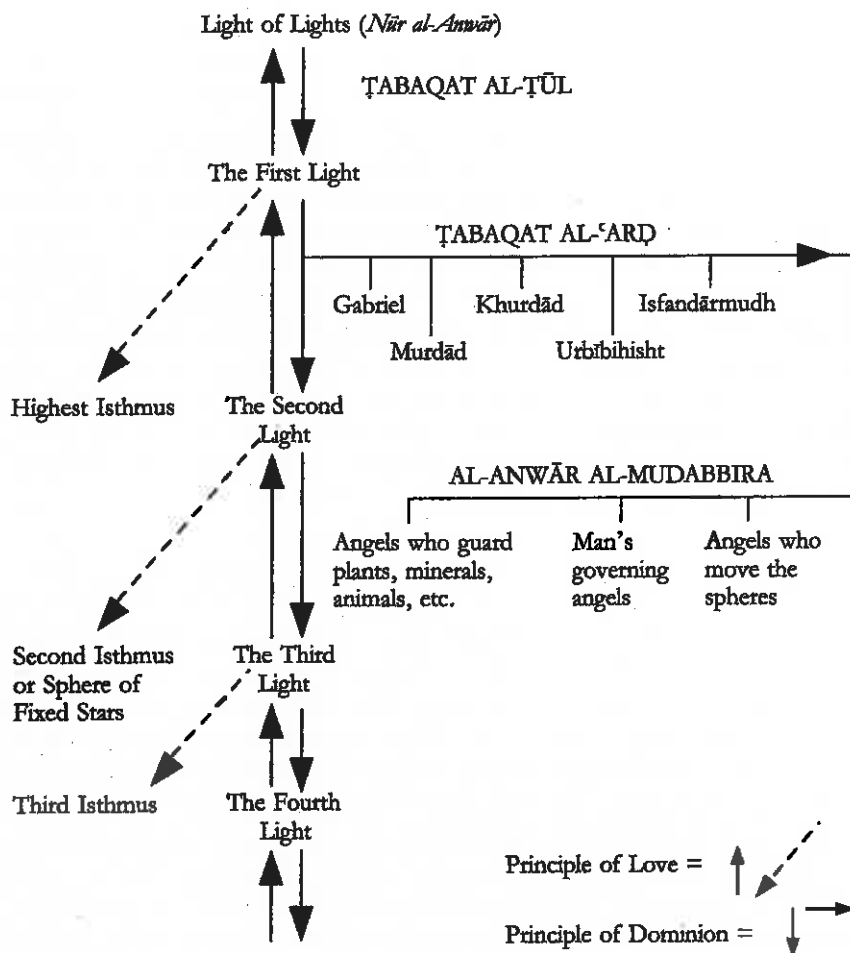 Light of Lights (Nūr al-Anwār)
ṬABAQAT AL-ṬŪL
The First Light
ṬABAQAT AL-ʿARḌ
Gabriel
Khurdād
Isfandārmudh
Murdād
Urbībihisht
Highest Isthmus
The Second
Light
AL-ANWĀR AL-MUDABBIRA
Angels who guard
plants, minerals,
animals, etc.
Man's
governing
angels
Angels who
move the
spheres
Second Isthmus
or Sphere of
Fixed Stars
The Third
Light
Third Isthmus
The Fourth
Light
Principle of Love =
Principle of Dominion =